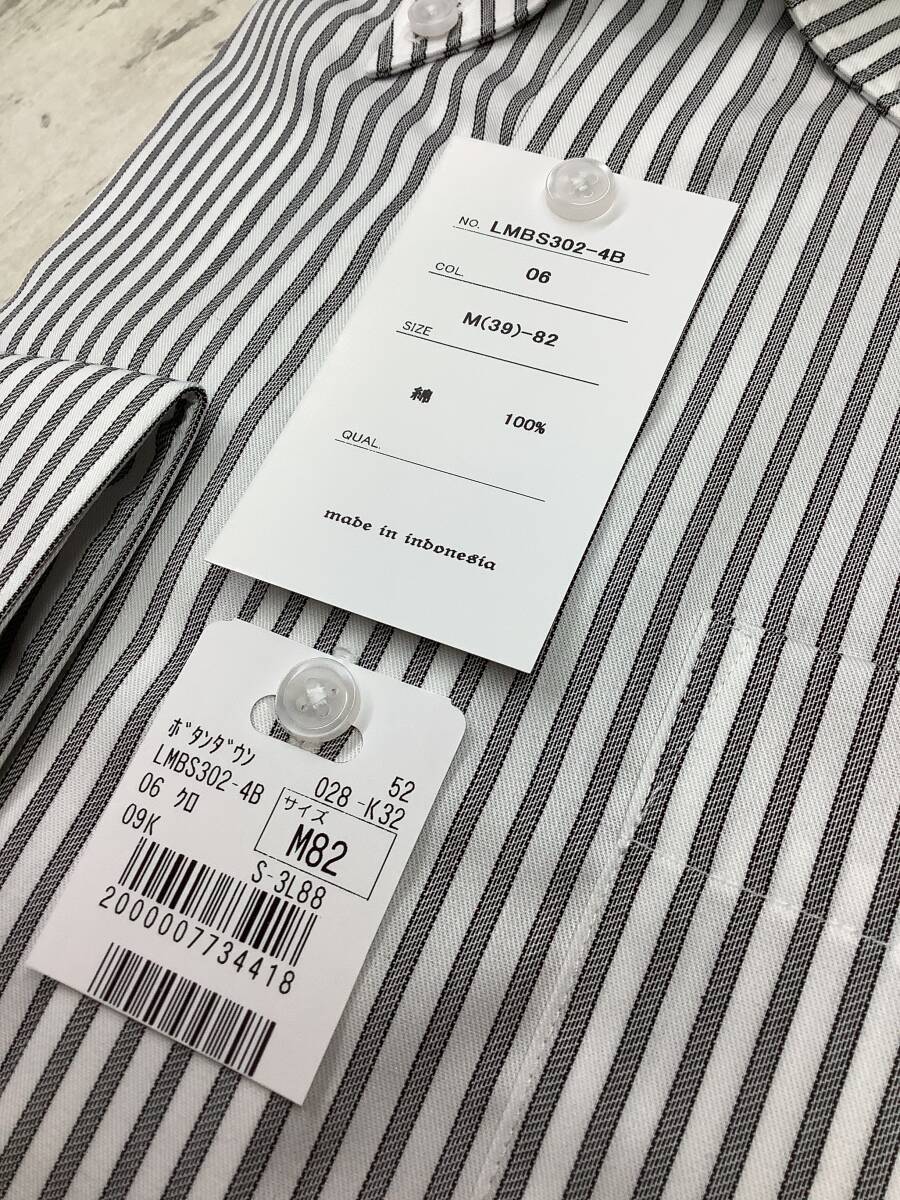 NO. LMBS302-4B
COL. 06
SIZE M(39)-82
綿 100%
QUAL.
made in indonesia
ﾎﾞﾀﾝﾀﾞｳﾝ 52
LMBS302-4B 028 -K32
06 ｸﾛ サイズ
09K M82
S-3L88
2000007734418